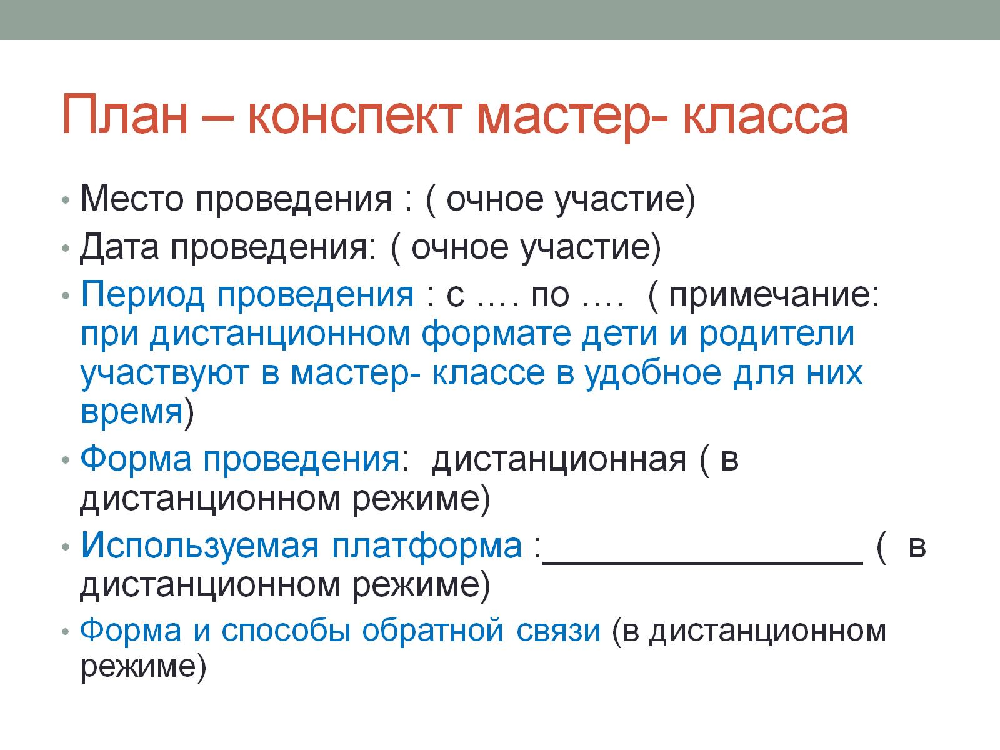 План – конспект мастер- класса
• Место проведения : ( очное участие)
• Дата проведения: ( очное участие)
• Период проведения : с …. по …. ( примечание:
при дистанционном формате дети и родители
участвуют в мастер- классе в удобное для них
время)
• Форма проведения: дистанционная ( в
дистанционном режиме)
• Используемая платформа :________________ ( в
дистанционном режиме)
• Форма и способы обратной связи (в дистанционном
режиме)